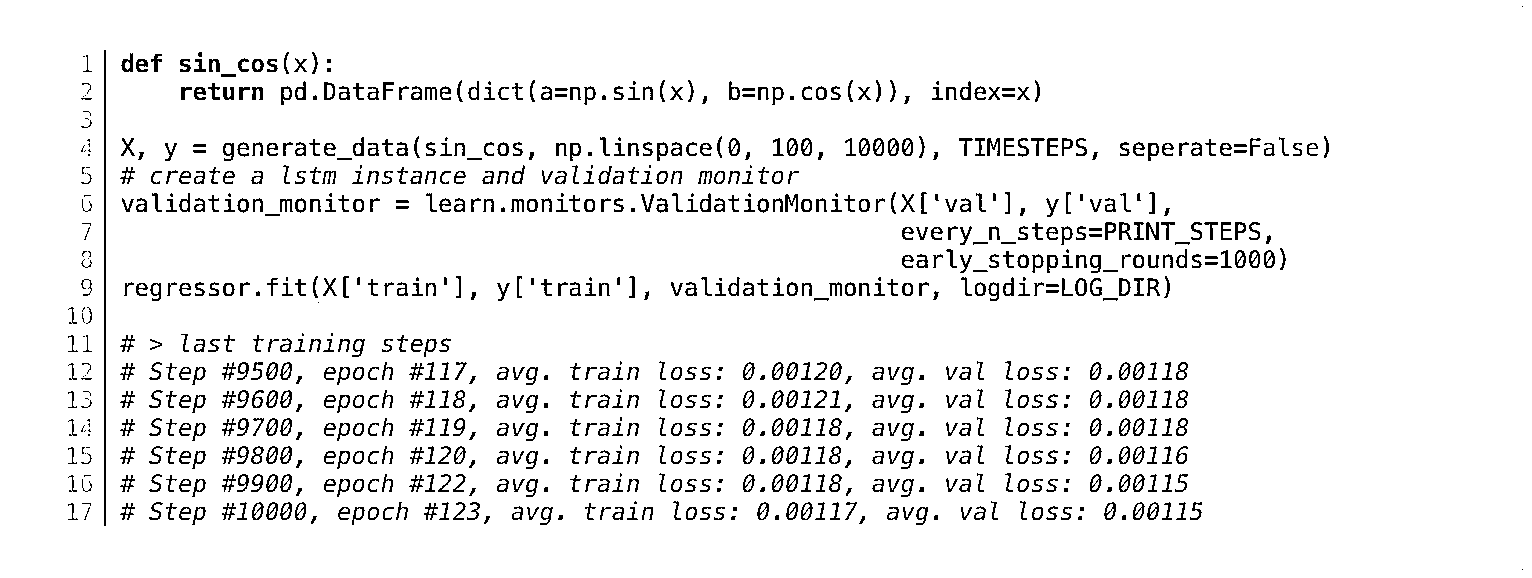 1 def sin_cos(x):
2     return pd.DataFrame(dict(a=np.sin(x), b=np.cos(x)), index=x)
3
4 X, y = generate_data(sin_cos, np.linspace(0, 100, 10000), TIMESTEPS, seperate=False)
5 # create a lstm instance and validation monitor
6 validation_monitor = learn.monitors.ValidationMonitor(X['val'], y['val'],
7                                                       every_n_steps=PRINT_STEPS,
8                                                       early_stopping_rounds=1000)
9 regressor.fit(X['train'], y['train'], validation_monitor, logdir=LOG_DIR)
10
11 # > last training steps
12 # Step #9500, epoch #117, avg. train loss: 0.00120, avg. val loss: 0.00118
13 # Step #9600, epoch #118, avg. train loss: 0.00121, avg. val loss: 0.00118
14 # Step #9700, epoch #119, avg. train loss: 0.00118, avg. val loss: 0.00118
15 # Step #9800, epoch #120, avg. train loss: 0.00118, avg. val loss: 0.00116
16 # Step #9900, epoch #122, avg. train loss: 0.00118, avg. val loss: 0.00115
17 # Step #10000, epoch #123, avg. train loss: 0.00117, avg. val loss: 0.00115